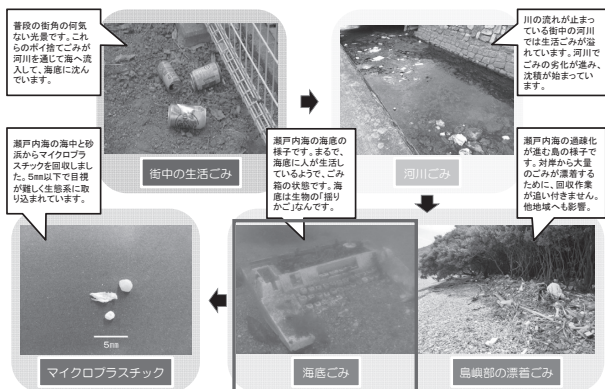 普段の街角の何気
ない光景です。これ
らのポイ捨てごみが
河川を通じて海へ流
入して、海底に沈ん
でいます。
街中の生活ごみ
川の流れが止まっ
ている街中の河川
では生活ごみが溢
れています。河川で
ごみの劣化が進み、
沈積が始まってい
ます。
河川ごみ
瀬戸内海の過疎化
が進む島の様子で
す。対岸から大量
のごみが漂着する
ために、回収作業
が追い付きません。
他地域へも影響。
島嶼部の漂着ごみ
瀬戸内海の海底の
様子です。まるで、
海底に人が生活し
ているようで、ごみ
箱の状態です。海
底は生物の「揺り
かご」なんです。
海底ごみ
瀬戸内海の海中と砂
浜からマイクロプラ
スチックを回収しまし
た。5㎜以下で目視
が難しく生態系に取
り込まれています。
5㎜
マイクロプラスチック